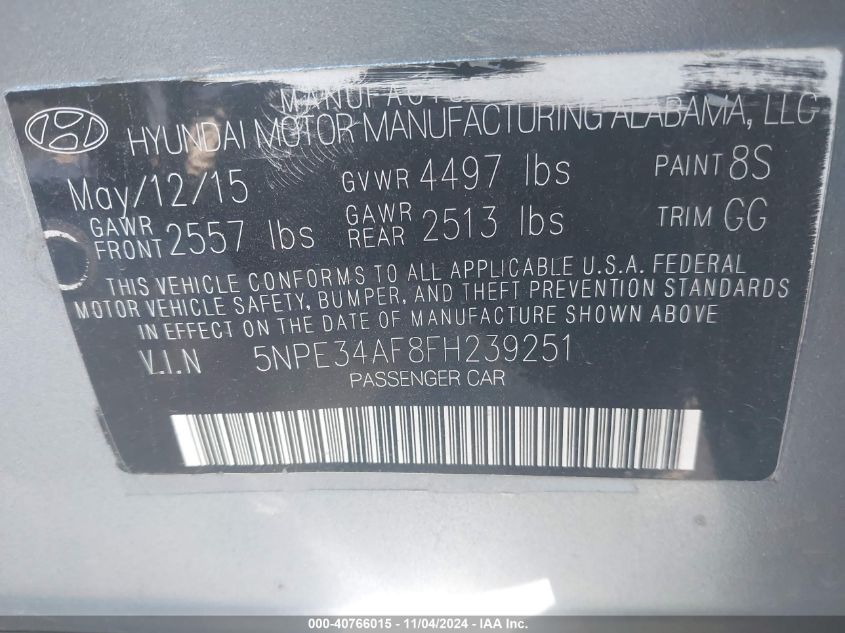 MANUFACTU
HYUNDAI MOTOR MANUFACTURING ALABAMA, LLC
May/12/15 GVWR 4497 lbs PAINT 8S
GAWR FRONT 2557 lbs GAWR REAR 2513 lbs TRIM GG
THIS VEHICLE CONFORMS TO ALL APPLICABLE U.S.A. FEDERAL
MOTOR VEHICLE SAFETY, BUMPER, AND THEFT PREVENTION STANDARDS
IN EFFECT ON THE DATE OF MANUFACTURE SHOWN ABOVE
V.I.N 5NPE34AF8FH239251
PASSENGER CAR
000-40766015 - 11/04/2024 - IAA Inc.